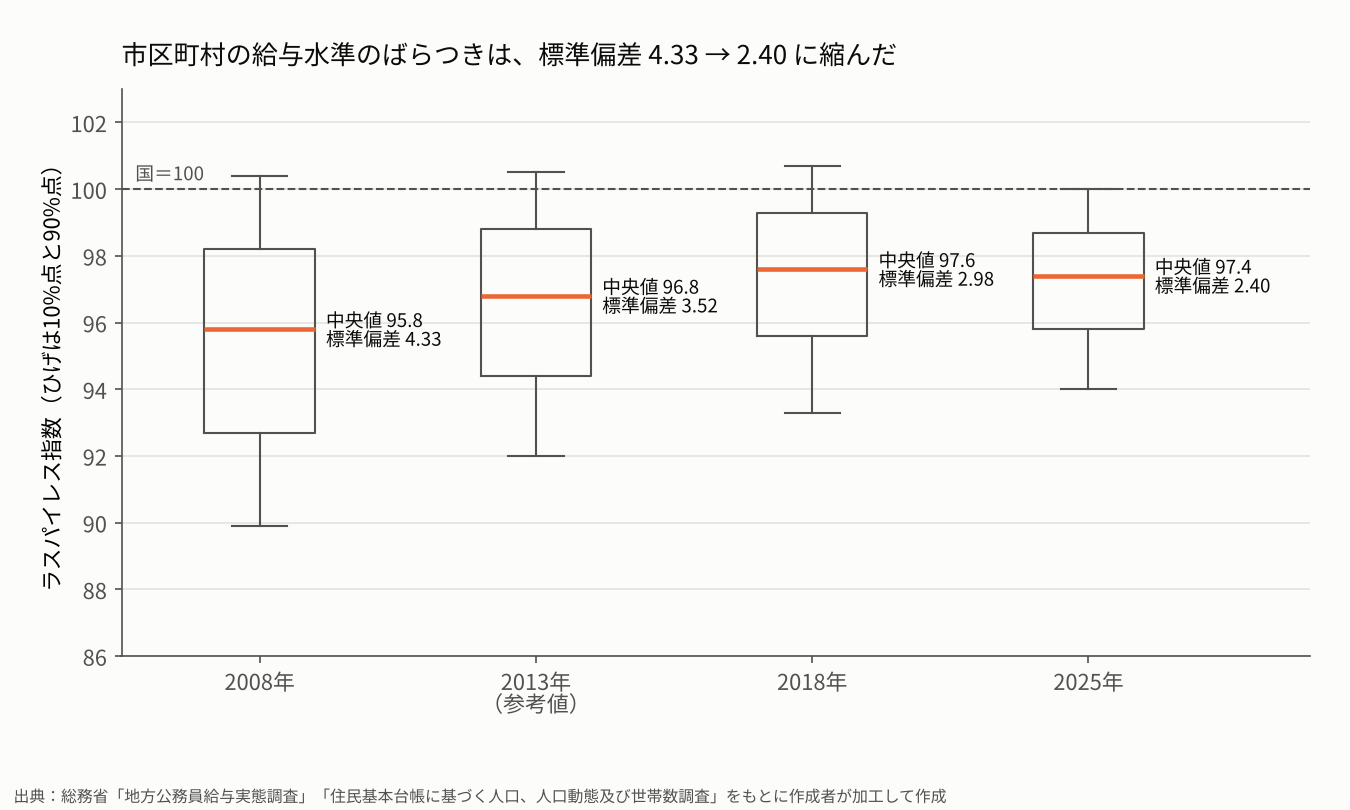 市区町村の給与水準のばらつきは、標準偏差 4.33 → 2.40 に縮んだ
ラスパイレス指数（ひげは10%点と90%点）
102
100
98
96
94
92
90
88
86
国＝100
中央値 95.8
標準偏差 4.33
中央値 96.8
標準偏差 3.52
中央値 97.6
標準偏差 2.98
中央値 97.4
標準偏差 2.40
2008年
2013年
（参考値）
2018年
2025年
出典：総務省「地方公務員給与実態調査」「住民基本台帳に基づく人口、人口動態及び世帯数調査」をもとに作成者が加工して作成